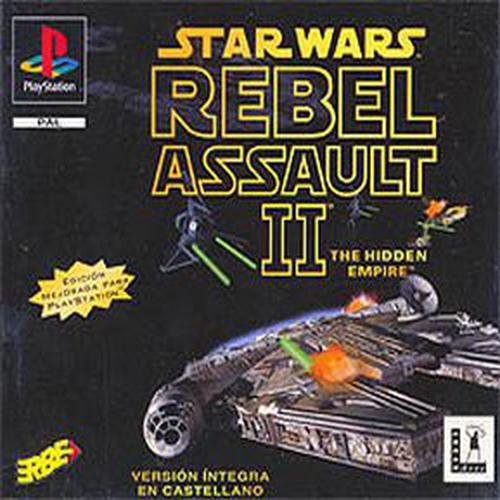 PlayStation
PAL
STAR WARS
REBEL
ASSAULT
II
THE HIDDEN
EMPIRE
EDICIÓN
MEJORADA PARA
PLAYSTATION
ERBE
VERSIÓN ÍNTEGRA
EN CASTELLANO